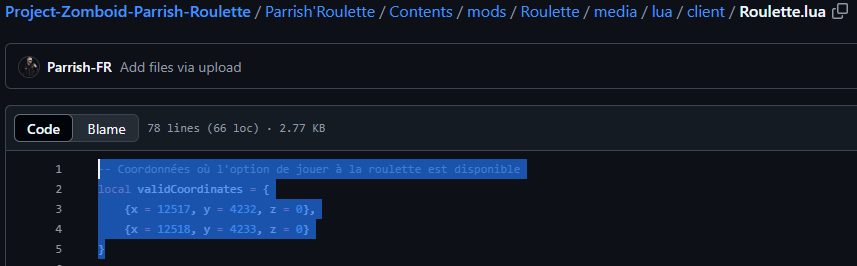 Project-Zomboid-Parrish-Roulette / Parrish'Roulette / Contents / mods / Roulette / media / lua / client / Roulette.lua
Parrish-FR Add files via upload
Code Blame 78 lines (66 loc) · 2.77 KB
1 -- Coordonnées où l'option de jouer à la roulette est disponible
2 local validCoordinates = {
3 {x = 12517, y = 4232, z = 0},
4 {x = 12518, y = 4233, z = 0}
5 }